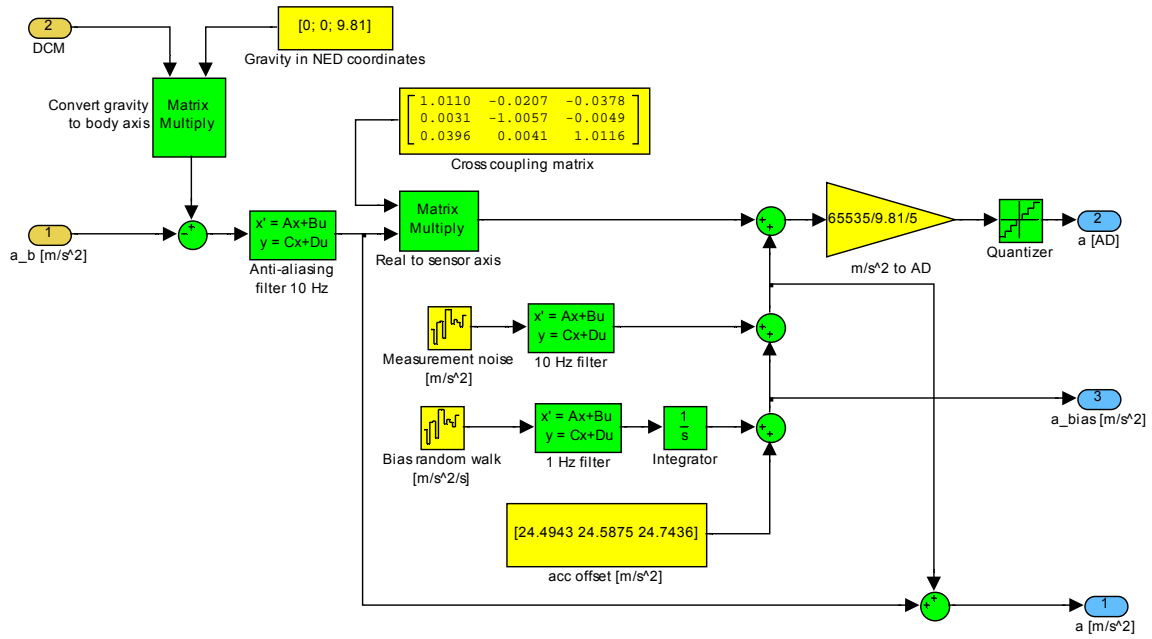 2
DCM
[0; 0; 9.81]
Gravity in NED coordinates
Convert gravity
to body axis
Matrix
Multiply
1.0110 -0.0207 -0.0378
0.0031 -1.0057 -0.0049
0.0396 0.0041 1.0116
Cross coupling matrix
1
a_b [m/s^2]
x' = Ax+Bu
y = Cx+Du
Anti-aliasing
filter 10 Hz
Matrix
Multiply
Real to sensor axis
65535/9.81/5
m/s^2 to AD
Quantizer
2
a [AD]
Measurement noise
[m/s^2]
x' = Ax+Bu
y = Cx+Du
10 Hz filter
Bias random walk
[m/s^2/s]
x' = Ax+Bu
y = Cx+Du
1 Hz filter
1
s
Integrator
3
a_bias [m/s^2]
[24.4943 24.5875 24.7436]
acc offset [m/s^2]
1
a [m/s^2]